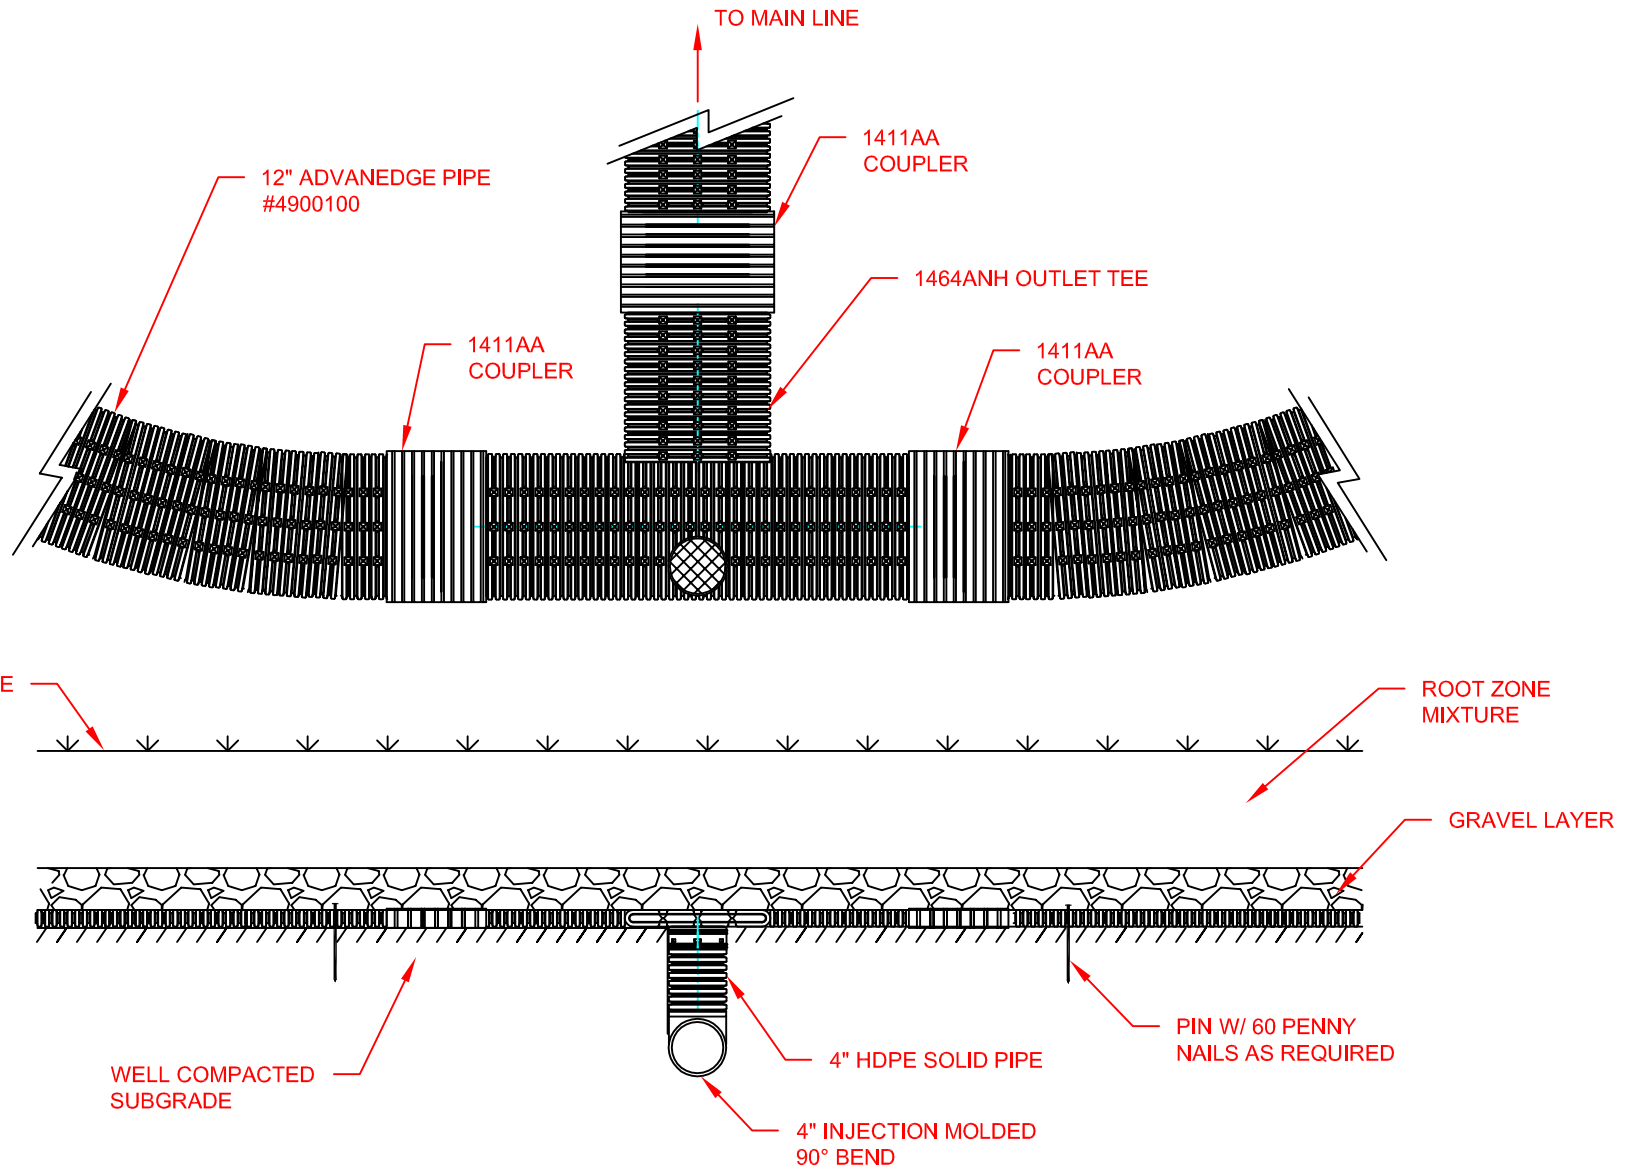 TO MAIN LINE
1411AA
COUPLER
12" ADVANEDGE PIPE
#4900100
1464ANH OUTLET TEE
1411AA
COUPLER
1411AA
COUPLER
E
ROOT ZONE
MIXTURE
GRAVEL LAYER
PIN W/ 60 PENNY
NAILS AS REQUIRED
4" HDPE SOLID PIPE
WELL COMPACTED
SUBGRADE
4" INJECTION MOLDED
90° BEND